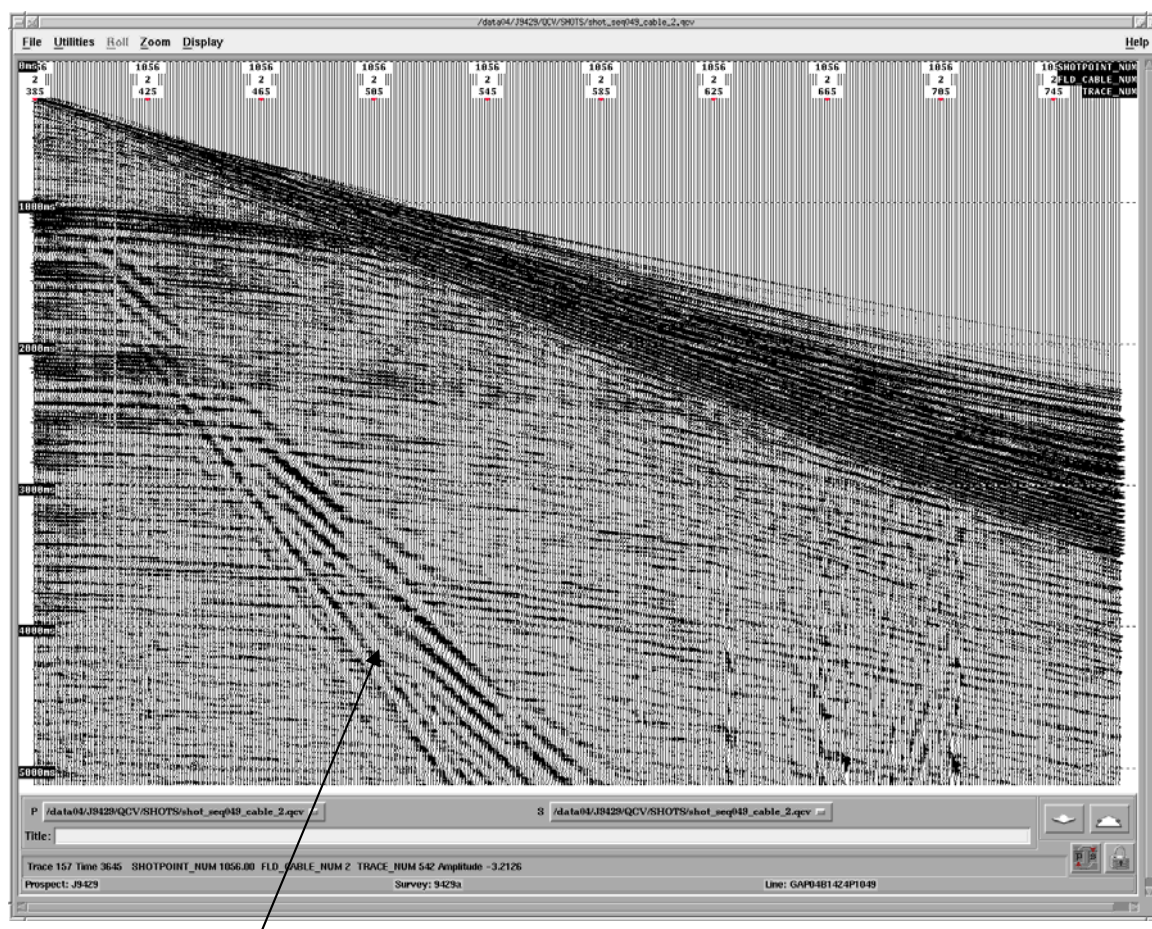 /data04/J9429/QCV/SHOTS/shot_seq049_cable_2.qcv
File Utilities Roll Zoom Display Help
1056 1056 1056 1056 1056 1056 1056 1056 SHOTPOINT_NUM
2 2 2 2 2 2 2 2 2 2 FLD_CABLE_NUM
385 425 465 505 545 585 625 665 705 745 TRACE_NUM
1000ms
2000ms
3000ms
4000ms
5000ms
P /data04/J9429/QCV/SHOTS/shot_seq049_cable_2.qcv S /data04/J9429/QCV/SHOTS/shot_seq049_cable_2.qcv
Title:
Trace 157 Time 3645 SHOTPOINT_NUM 1056.00 FLD_CABLE_NUM 2 TRACE_NUM 542 Amplitude -3.2126
Prospect: J9429 Survey: 9429a Line: GAP04B14Z4P1049